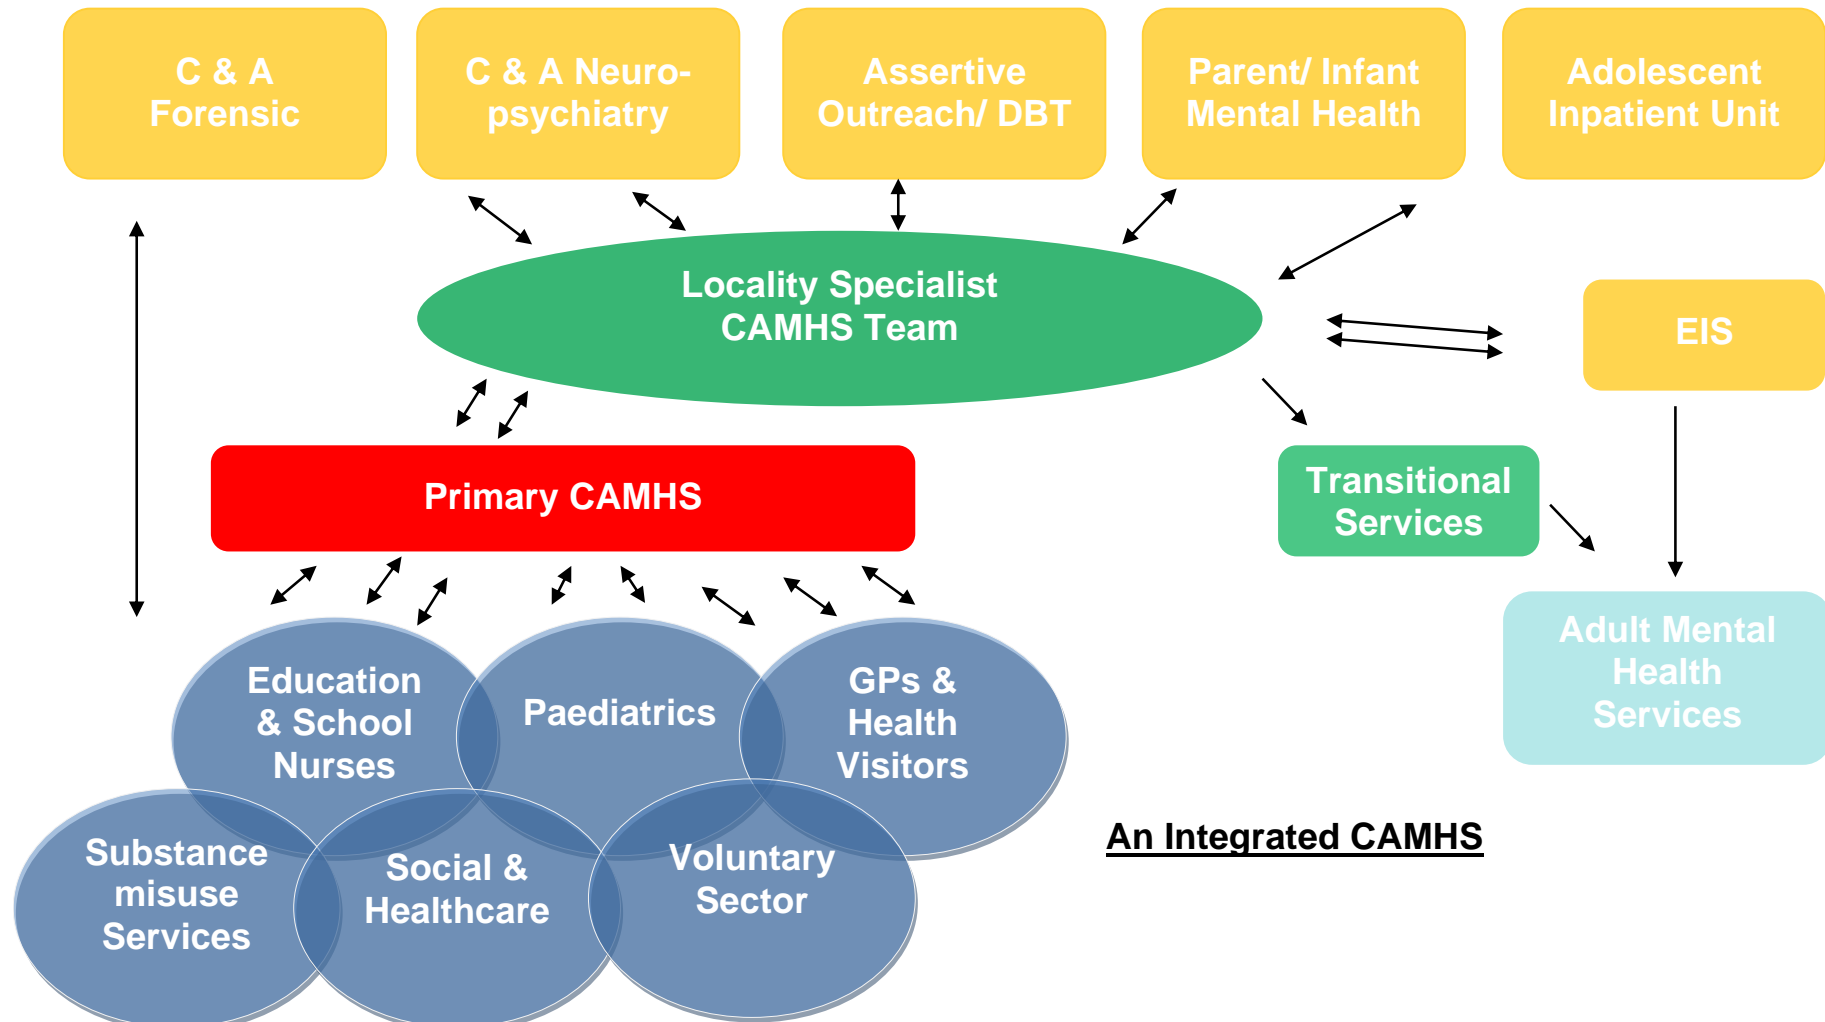 C & A
Forensic
C & A Neuro-
psychiatry
Assertive
Outreach/ DBT
Parent/ Infant
Mental Health
Adolescent
Inpatient Unit
Locality Specialist
CAMHS Team
EIS
Primary CAMHS
Transitional
Services
Adult Mental
Health
Services
Education
& School
Nurses
Paediatrics
GPs &
Health
Visitors
Substance
misuse
Services
Social &
Healthcare
Voluntary
Sector
An Integrated CAMHS